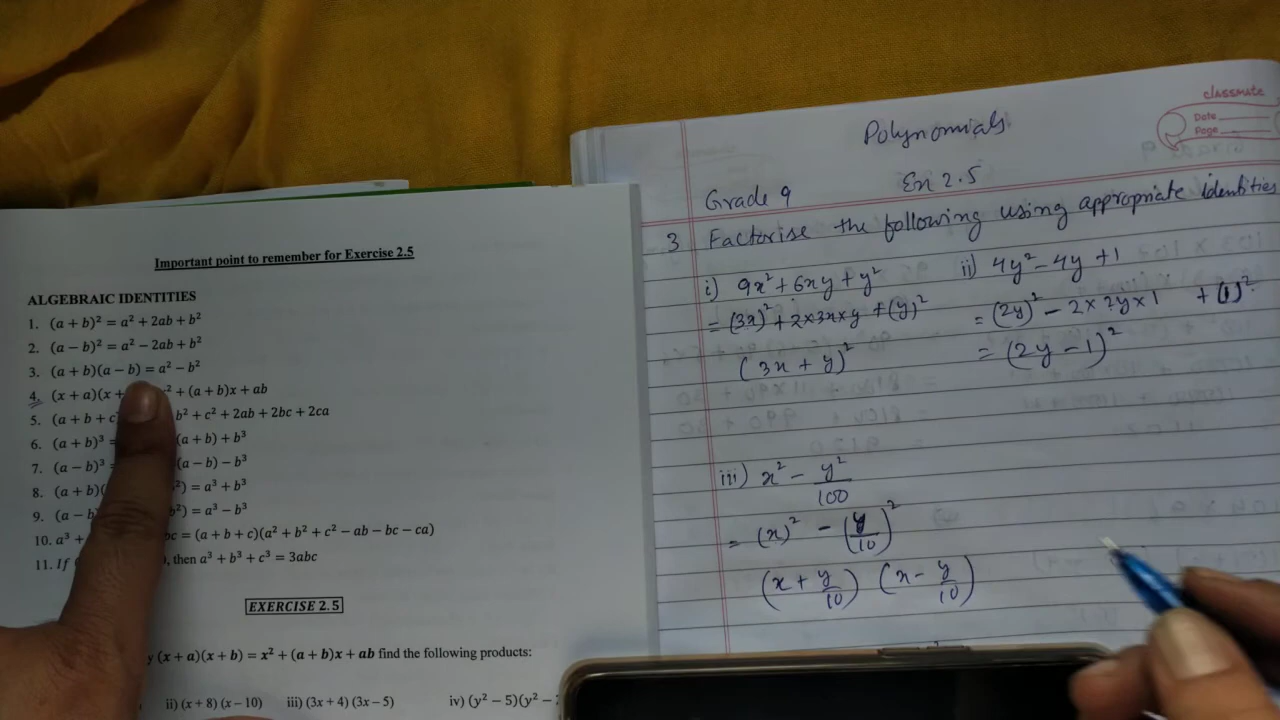 Important point to remember for Exercise 2.5
ALGEBRAIC IDENTITIES
1. (a + b)² = a² + 2ab + b²
2. (a − b)² = a² − 2ab + b²
3. (a + b)(a − b) = a² − b²
4. (x + a)(x + ² + (a + b)x + ab
5. (a + b + c b² + c² + 2ab + 2bc + 2ca
6. (a + b)³ = (a + b) + b³
7. (a − b)³ = (a − b) − b³
8. (a + b)( ²) = a³ + b³
9. (a − b ²) = a³ − b³
10. a³ + bc = (a + b + c)(a² + b² + c² − ab − bc − ca)
11. If , then a³ + b³ + c³ = 3abc
EXERCISE 2.5
y (x + a)(x + b) = x² + (a + b)x + ab find the following products:
ii) (x + 8) (x − 10) iii) (3x + 4) (3x − 5) iv) (y² − 5)(y² −
classmate
Date
Page
Polynomials
Grade 9 Ex 2.5
3 Factorise the following using appropriate identities
i) 9x² + 6xy + y² ii) 4y² − 4y + 1
= (3x)² + 2×3x×y + (y)² = (2y)² − 2×2y×1 + (1)²
(3x + y)² = (2y − 1)²
iii) x² − y²/100
= (x)² − (y/10)²
(x + y/10) (x − y/10)